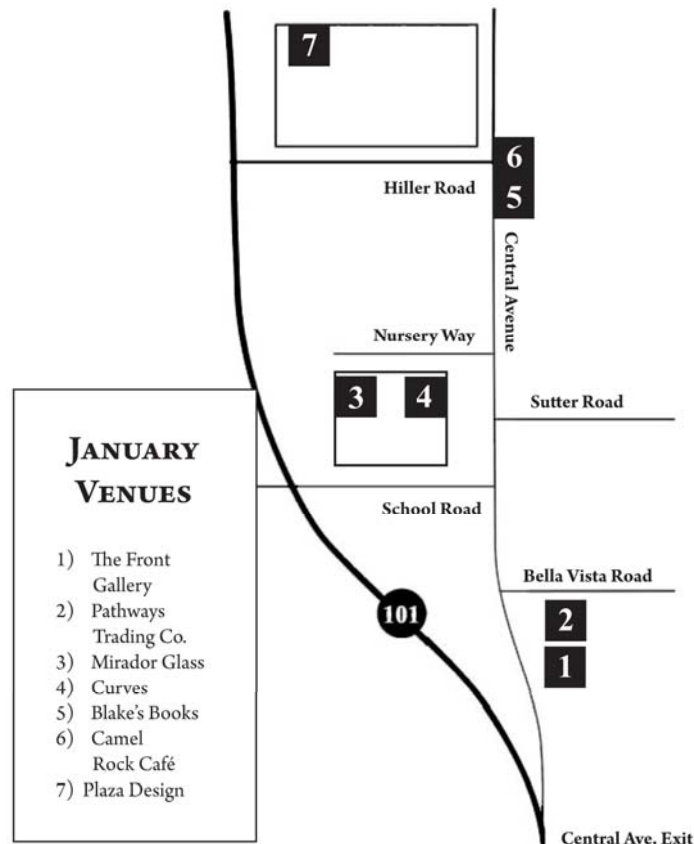 7
6
Hiller Road
5
Central Avenue
Nursery Way
3
4
Sutter Road
School Road
Bella Vista Road
101
2
1
Central Ave. Exit
January
Venues
1) The Front
Gallery
2) Pathways
Trading Co.
3) Mirador Glass
4) Curves
5) Blake's Books
6) Camel
Rock Café
7) Plaza Design